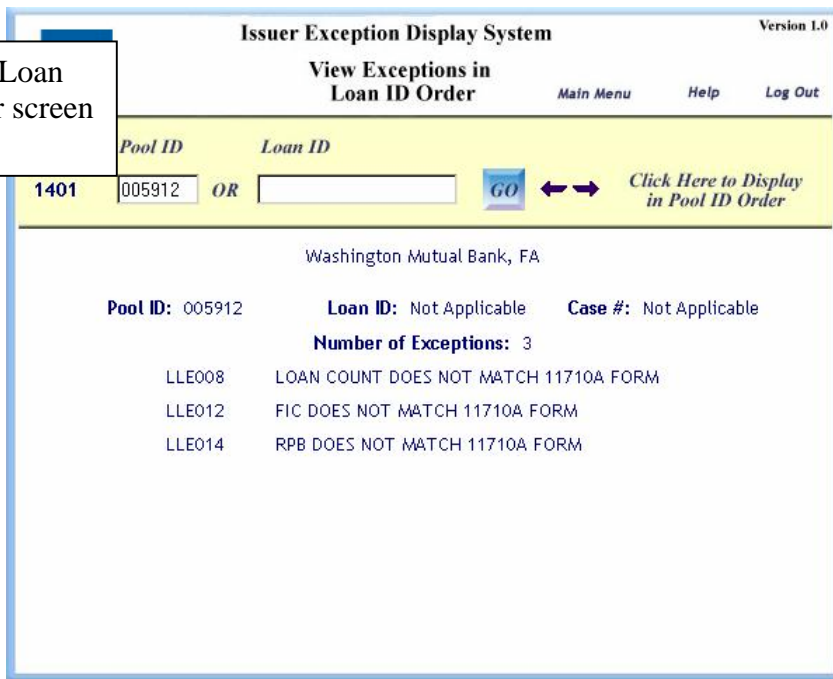 Issuer Exception Display System
Version 1.0
View Exceptions in
Loan ID Order
Main Menu Help Log Out
Loan
screen
Pool ID Loan ID
1401 005912 OR GO Click Here to Display
in Pool ID Order
Washington Mutual Bank, FA
Pool ID: 005912 Loan ID: Not Applicable Case #: Not Applicable
Number of Exceptions: 3
LLE008 LOAN COUNT DOES NOT MATCH 11710A FORM
LLE012 FIC DOES NOT MATCH 11710A FORM
LLE014 RPB DOES NOT MATCH 11710A FORM